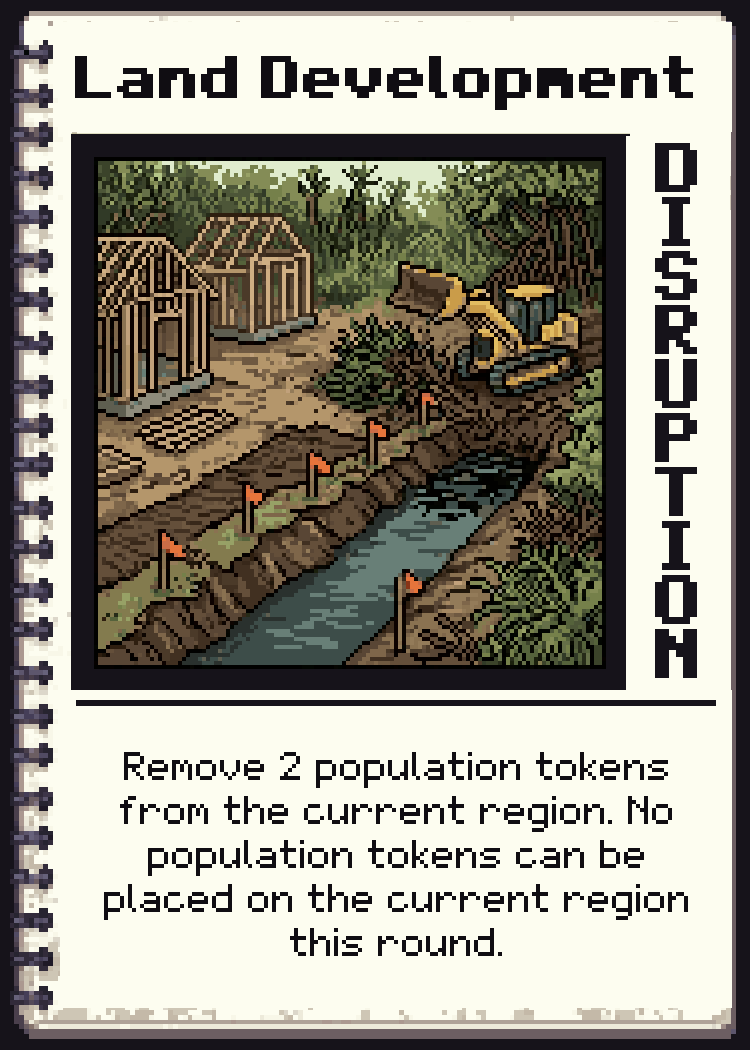 Land Development
DISRUPTION
Remove 2 population tokens
from the current region. No
population tokens can be
placed on the current region
this round.